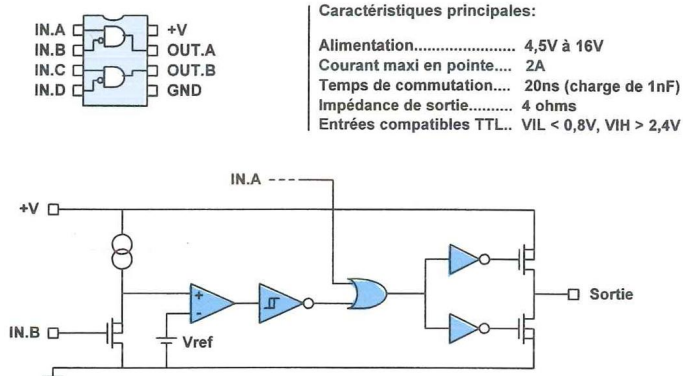 IN.A
+V
IN.B
OUT.A
IN.C
OUT.B
IN.D
GND
Caractéristiques principales:
Alimentation...................... 4,5V à 16V
Courant maxi en pointe.... 2A
Temps de commutation.... 20ns (charge de 1nF)
Impédance de sortie.......... 4 ohms
Entrées compatibles TTL.. VIL < 0,8V, VIH > 2,4V
IN.A
+V
+
-
Sortie
IN.B
Vref